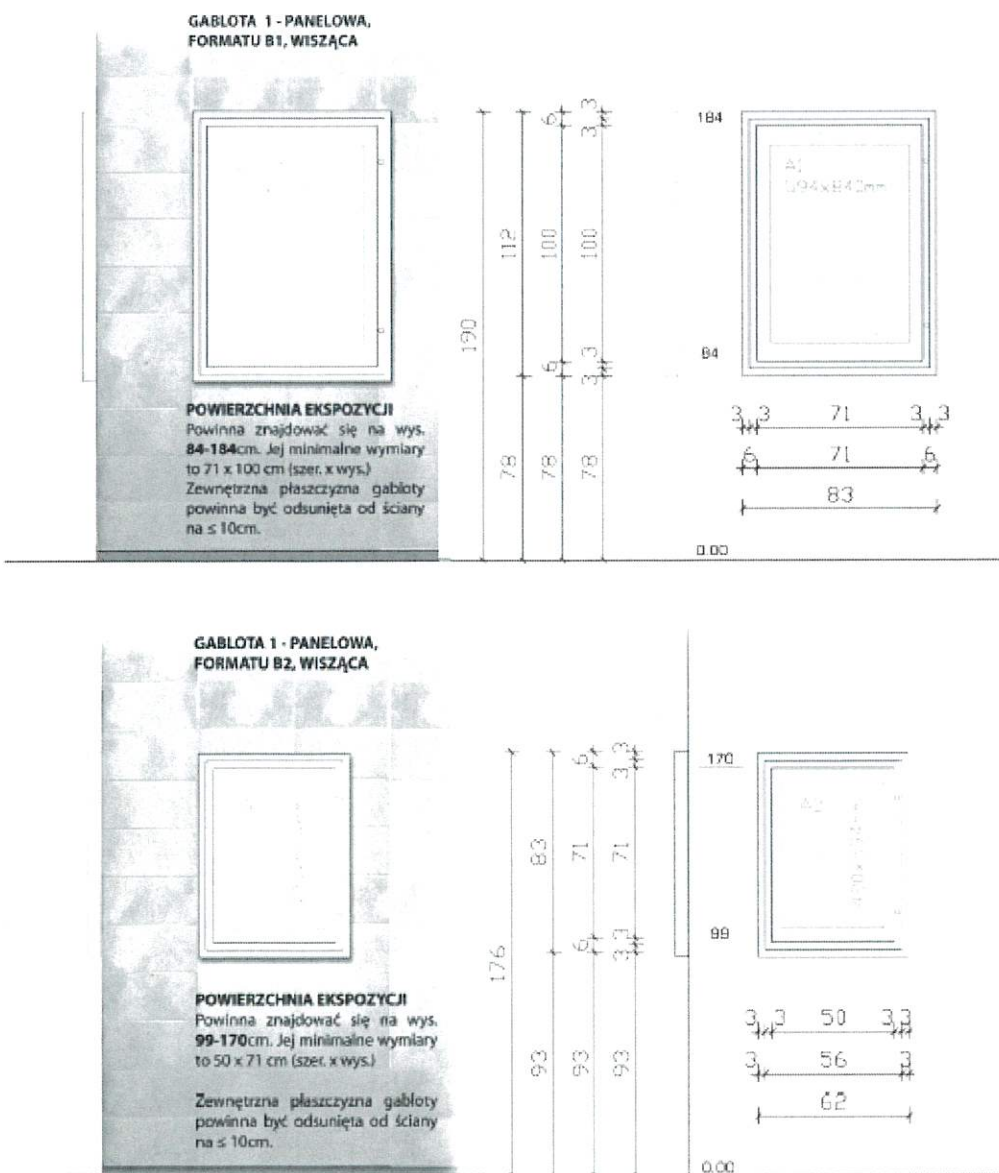 GABLOTA 1 - PANELOWA,
FORMATU B1, WISZĄCA
POWIERZCHNIA EKSPOZYCJI
Powinna znajdować się na wys.
84-184cm. Jej minimalne wymiary
to 71 x 100 cm (szer. x wys.)
Zewnętrzna płaszczyzna gabloty
powinna być odsunięta od ściany
na ≤ 10cm.
190
78 112
78 6 100 6
78 3 3 100 3 3
184
84
0.00
A1
594x840mm
3 3 71 3 3
6 71 6
83
GABLOTA 1 - PANELOWA,
FORMATU B2, WISZĄCA
POWIERZCHNIA EKSPOZYCJI
Powinna znajdować się na wys.
99-170cm. Jej minimalne wymiary
to 50 x 71 cm (szer. x wys.)
Zewnętrzna płaszczyzna gabloty
powinna być odsunięta od ściany
na ≤ 10cm.
176
93 83
93 6 71 6
93 3 3 71 3 3
170
99
0.00
A2
3 3 50 3 3
3 56 3
62